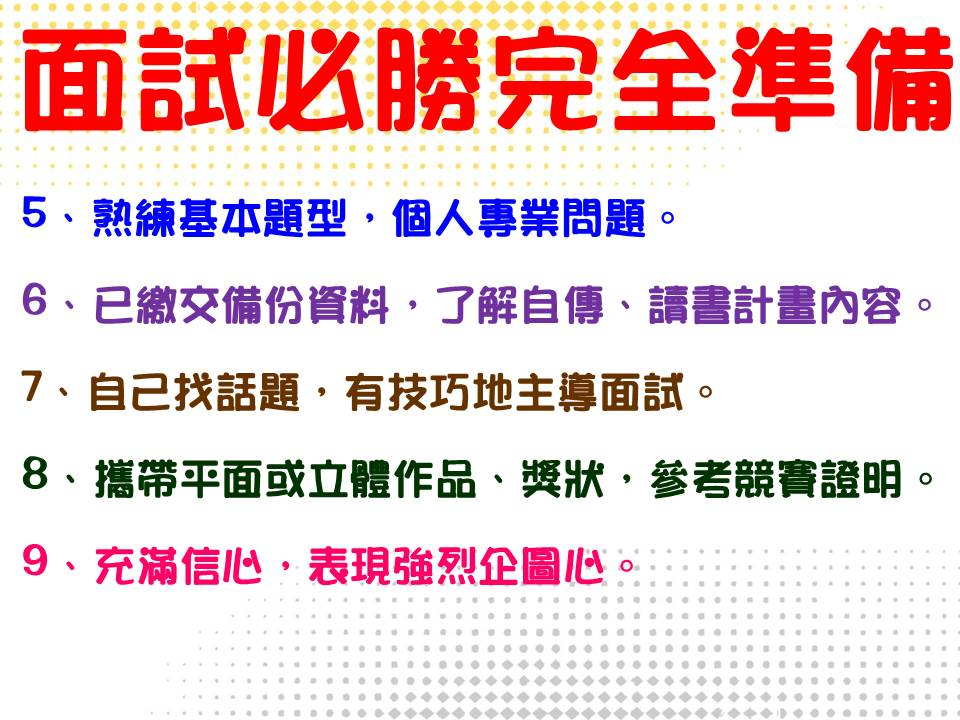 面試必勝完全準備
5、熟練基本題型，個人專業問題。
6、已繳交備份資料，了解自傳、讀書計畫內容。
7、自己找話題，有技巧地主導面試。
8、攜帶平面或立體作品、獎狀，參考競賽證明。
9、充滿信心，表現強烈企圖心。